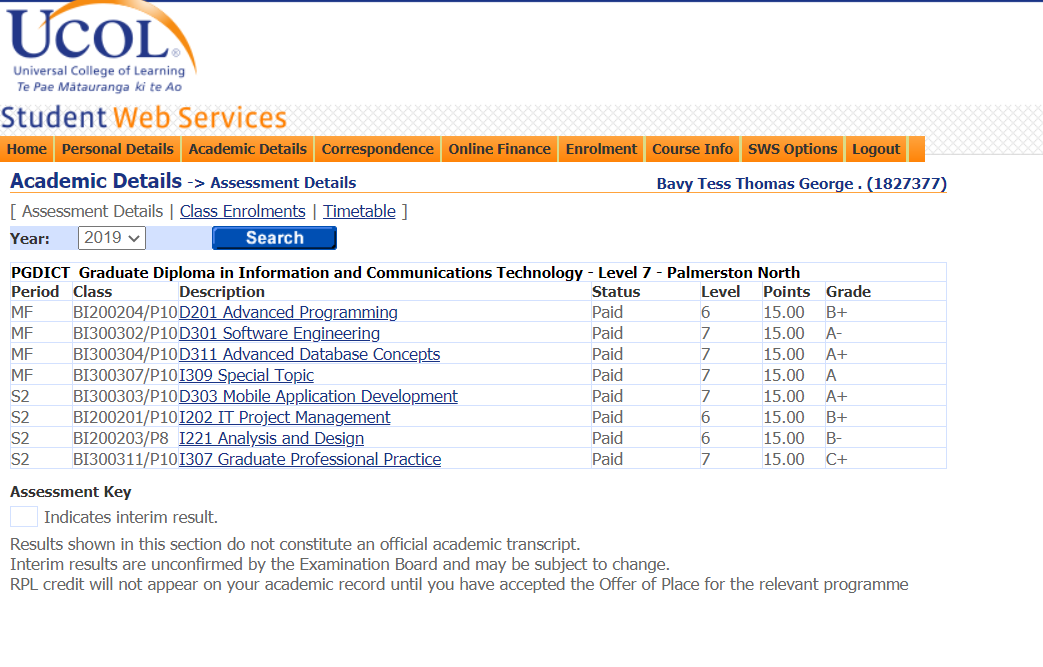 UCOL®
Universal College of Learning
Te Pae Mātauranga ki te Ao
Student Web Services
Home Personal Details Academic Details Correspondence Online Finance Enrolment Course Info SWS Options Logout
Academic Details -> Assessment Details Bavy Tess Thomas George . (1827377)
[ Assessment Details | Class Enrolments | Timetable ]
Year: 2019 Search
PGDICT Graduate Diploma in Information and Communications Technology - Level 7 - Palmerston North
Period Class Description Status Level Points Grade
MF BI200204/P10 D201 Advanced Programming Paid 6 15.00 B+
MF BI300302/P10 D301 Software Engineering Paid 7 15.00 A-
MF BI300304/P10 D311 Advanced Database Concepts Paid 7 15.00 A+
MF BI300307/P10 I309 Special Topic Paid 7 15.00 A
S2 BI300303/P10 D303 Mobile Application Development Paid 7 15.00 A+
S2 BI200201/P10 I202 IT Project Management Paid 6 15.00 B+
S2 BI200203/P8 I221 Analysis and Design Paid 6 15.00 B-
S2 BI300311/P10 I307 Graduate Professional Practice Paid 7 15.00 C+
Assessment Key
Indicates interim result.
Results shown in this section do not constitute an official academic transcript.
Interim results are unconfirmed by the Examination Board and may be subject to change.
RPL credit will not appear on your academic record until you have accepted the Offer of Place for the relevant programme